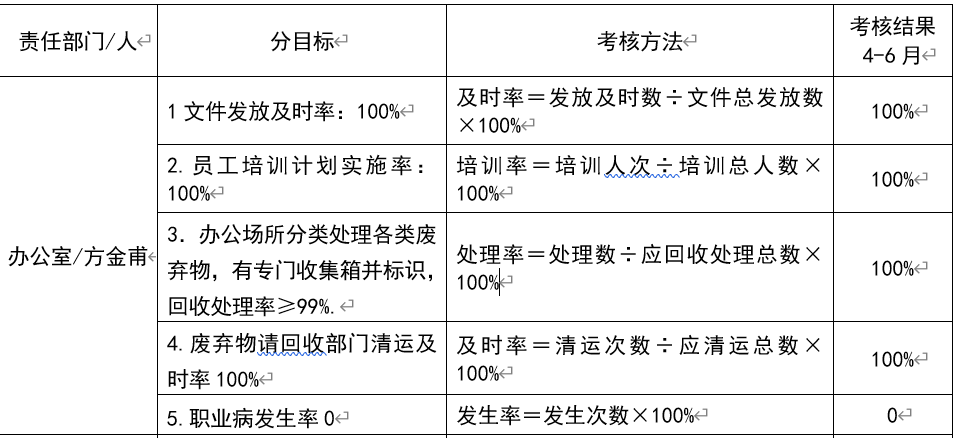 责任部门/人
分目标
考核方法
考核结果
4-6月
办公室/方金甫
1文件发放及时率：100%
及时率＝发放及时数÷文件总发放数
×100%
100%
2.员工培训计划实施率：
100%
培训率＝培训人次÷培训总人数×
100%
100%
3．办公场所分类处理各类废
弃物，有专门收集箱并标识，
回收处理率≥99%.
处理率＝处理数÷应回收处理总数×
100%
100%
4.废弃物请回收部门清运及
时率100%
及时率＝清运次数÷应清运总数×
100%
100%
5.职业病发生率0
发生率＝发生次数×100%
0